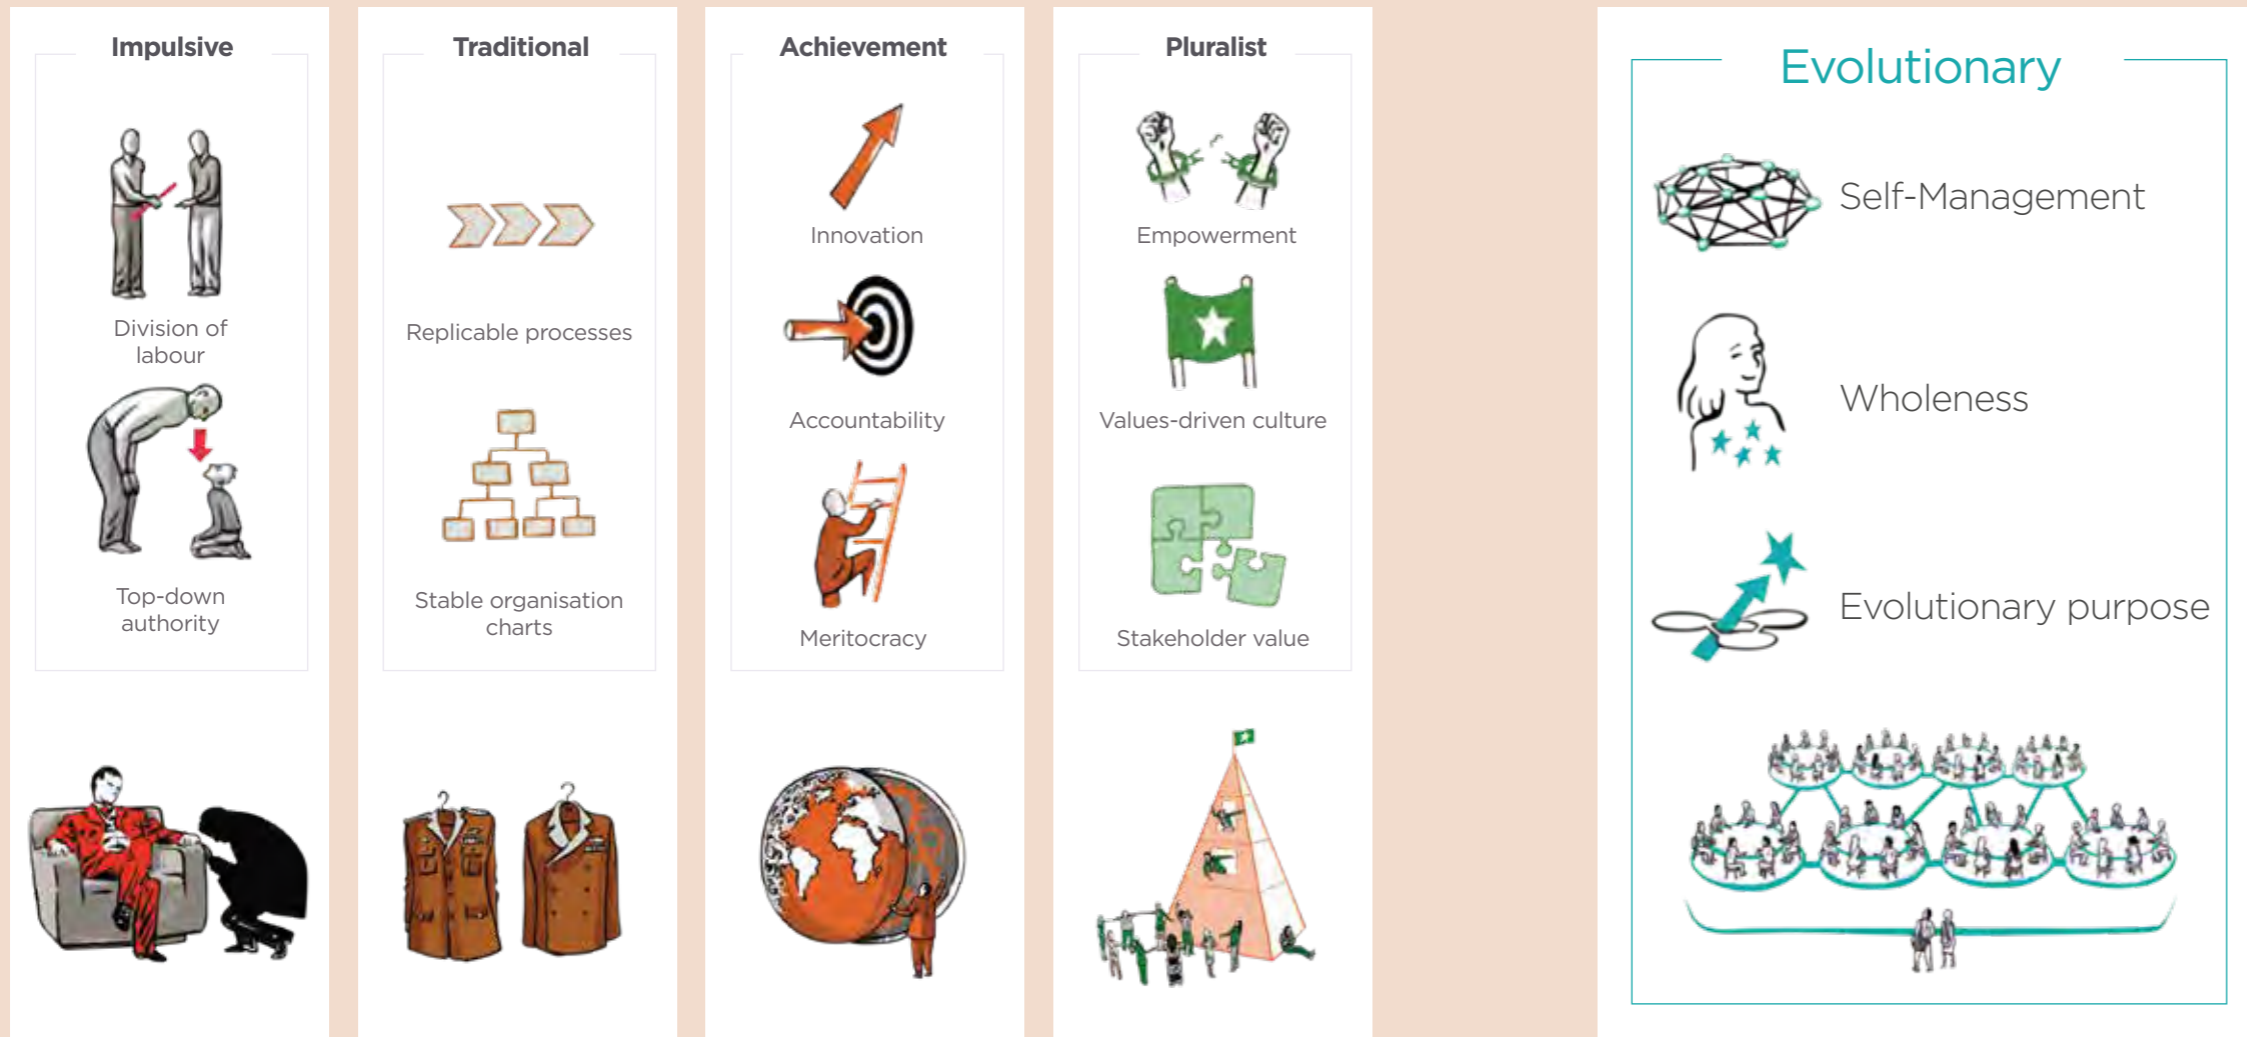 Impulsive
Division of
labour
Top-down
authority
Traditional
Replicable processes
Stable organisation
charts
Achievement
Innovation
Accountability
Meritocracy
Pluralist
Empowerment
Values-driven culture
Stakeholder value
Evolutionary
Self-Management
Wholeness
Evolutionary purpose